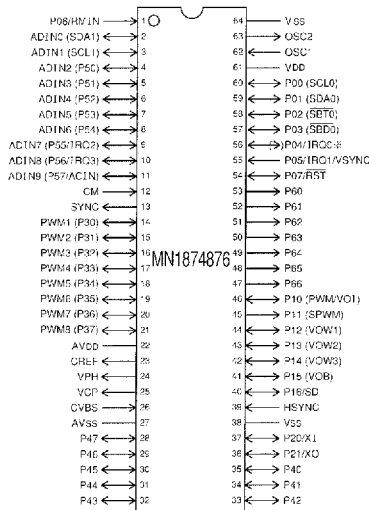 P06/RMIN 1 64 VSS
ADIN0 (SDA1) 2 63 OSC2
ADIN1 (SCL1) 3 62 OSC1
ADIN2 (P50) 4 61 VDD
ADIN3 (P51) 5 60 P00 (SCL0)
ADIN4 (P52) 6 59 P01 (SDA0)
ADIN5 (P53) 7 58 P02 (SBT0)
ADIN6 (P54) 8 57 P03 (SBD0)
ADIN7 (P55/IRQ2) 9 56 P04/IRQ0※
ADIN8 (P56/IRQ3) 10 55 P05/IRQ1/VSYNC
ADIN9 (P57/ACIN) 11 54 P07/RST
CM 12 53 P60
SYNC 13 52 P61
PWM1 (P30) 14 51 P62
PWM2 (P31) 15 50 P63
PWM3 (P32) 16 49 P64
MN1874876
PWM4 (P33) 17 48 P65
PWM5 (P34) 18 47 P66
PWM6 (P35) 19 46 P10 (PWM/VOI)
PWM7 (P36) 20 45 P11 (SPWM)
PWM8 (P37) 21 44 P12 (VOW1)
AVDD 22 43 P13 (VOW2)
CREF 23 42 P14 (VOW3)
VPH 24 41 P15 (VOB)
VCP 25 40 P16/SD
CVBS 26 39 HSYNC
AVSS 27 38 VSS
P47 28 37 P20/XI
P46 29 36 P21/XO
P45 30 35 P40
P44 31 34 P41
P43 32 33 P42